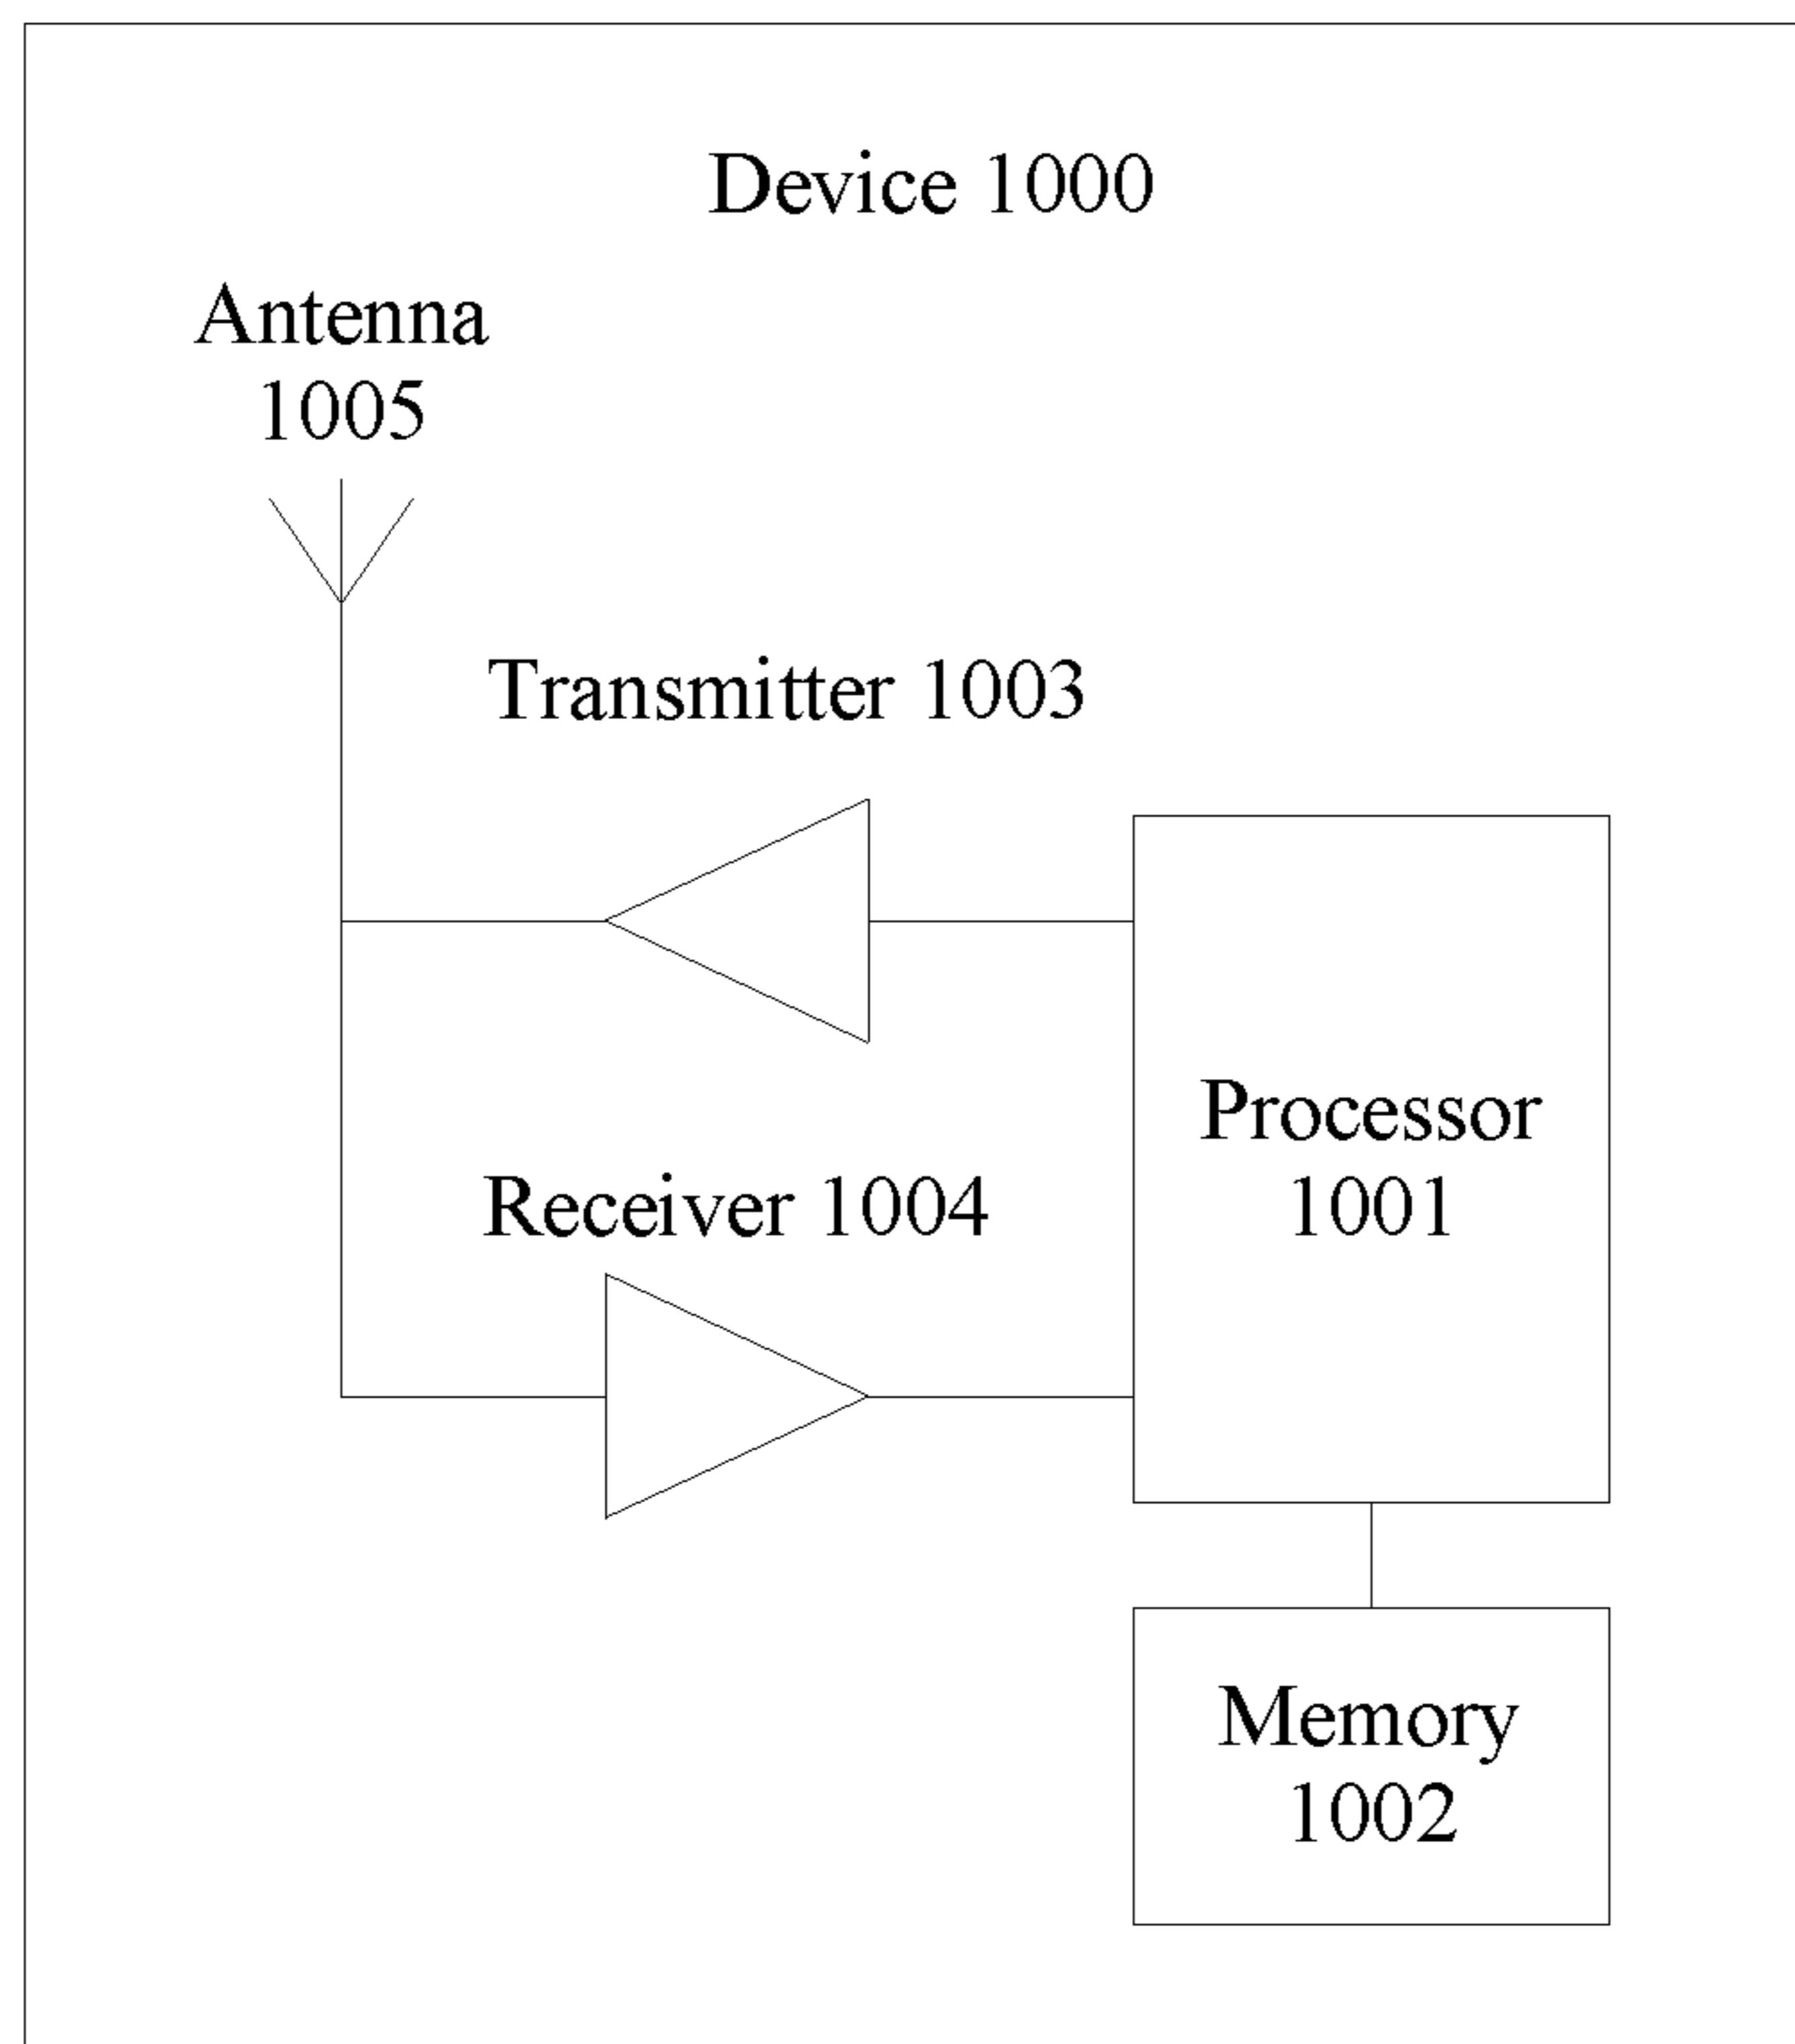 Device 1000
Antenna
1005
Transmitter 1003
Processor
1001
Receiver 1004
Memory
1002